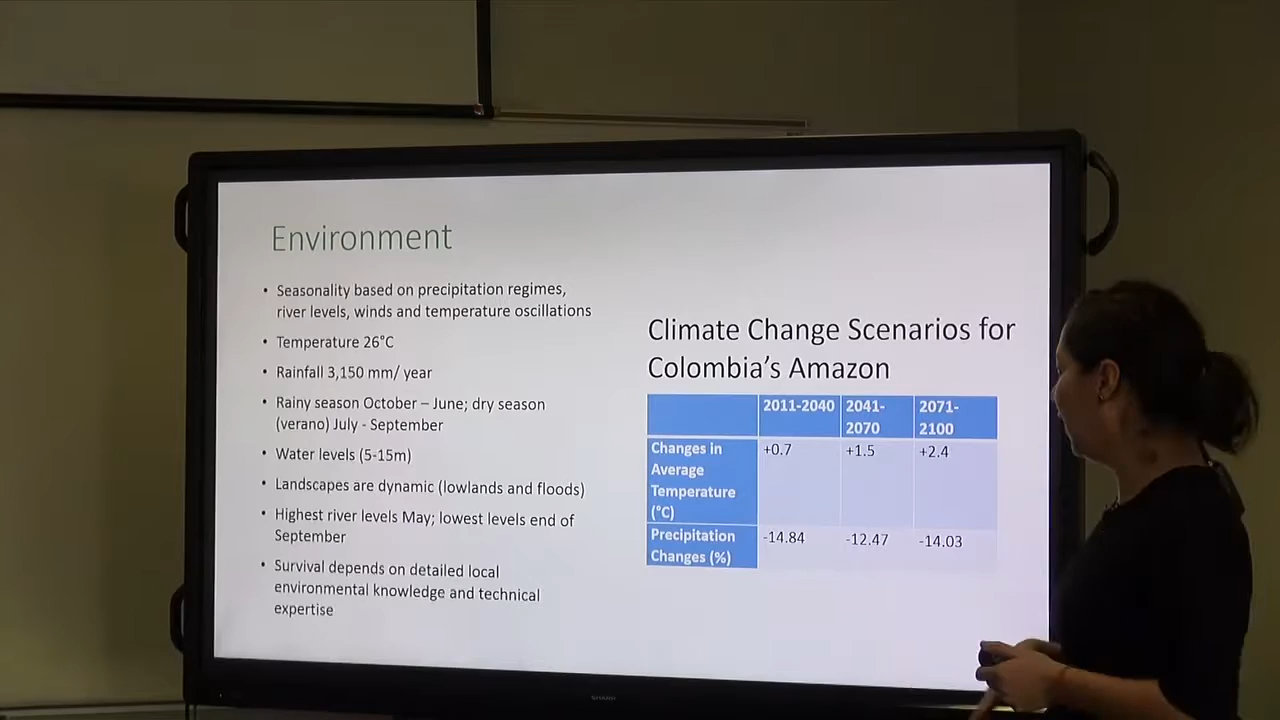 Environment
• Seasonality based on precipitation regimes,
river levels, winds and temperature oscillations
• Temperature 26°C
• Rainfall 3,150 mm/ year
• Rainy season October – June; dry season
(verano) July - September
• Water levels (5-15m)
• Landscapes are dynamic (lowlands and floods)
• Highest river levels May; lowest levels end of
September
• Survival depends on detailed local
environmental knowledge and technical
expertise
Climate Change Scenarios for
Colombia's Amazon
2011-2040 2041-
2070 2071-
2100
Changes in
Average
Temperature
(°C) +0.7 +1.5 +2.4
Precipitation
Changes (%) -14.84 -12.47 -14.03
SHARP